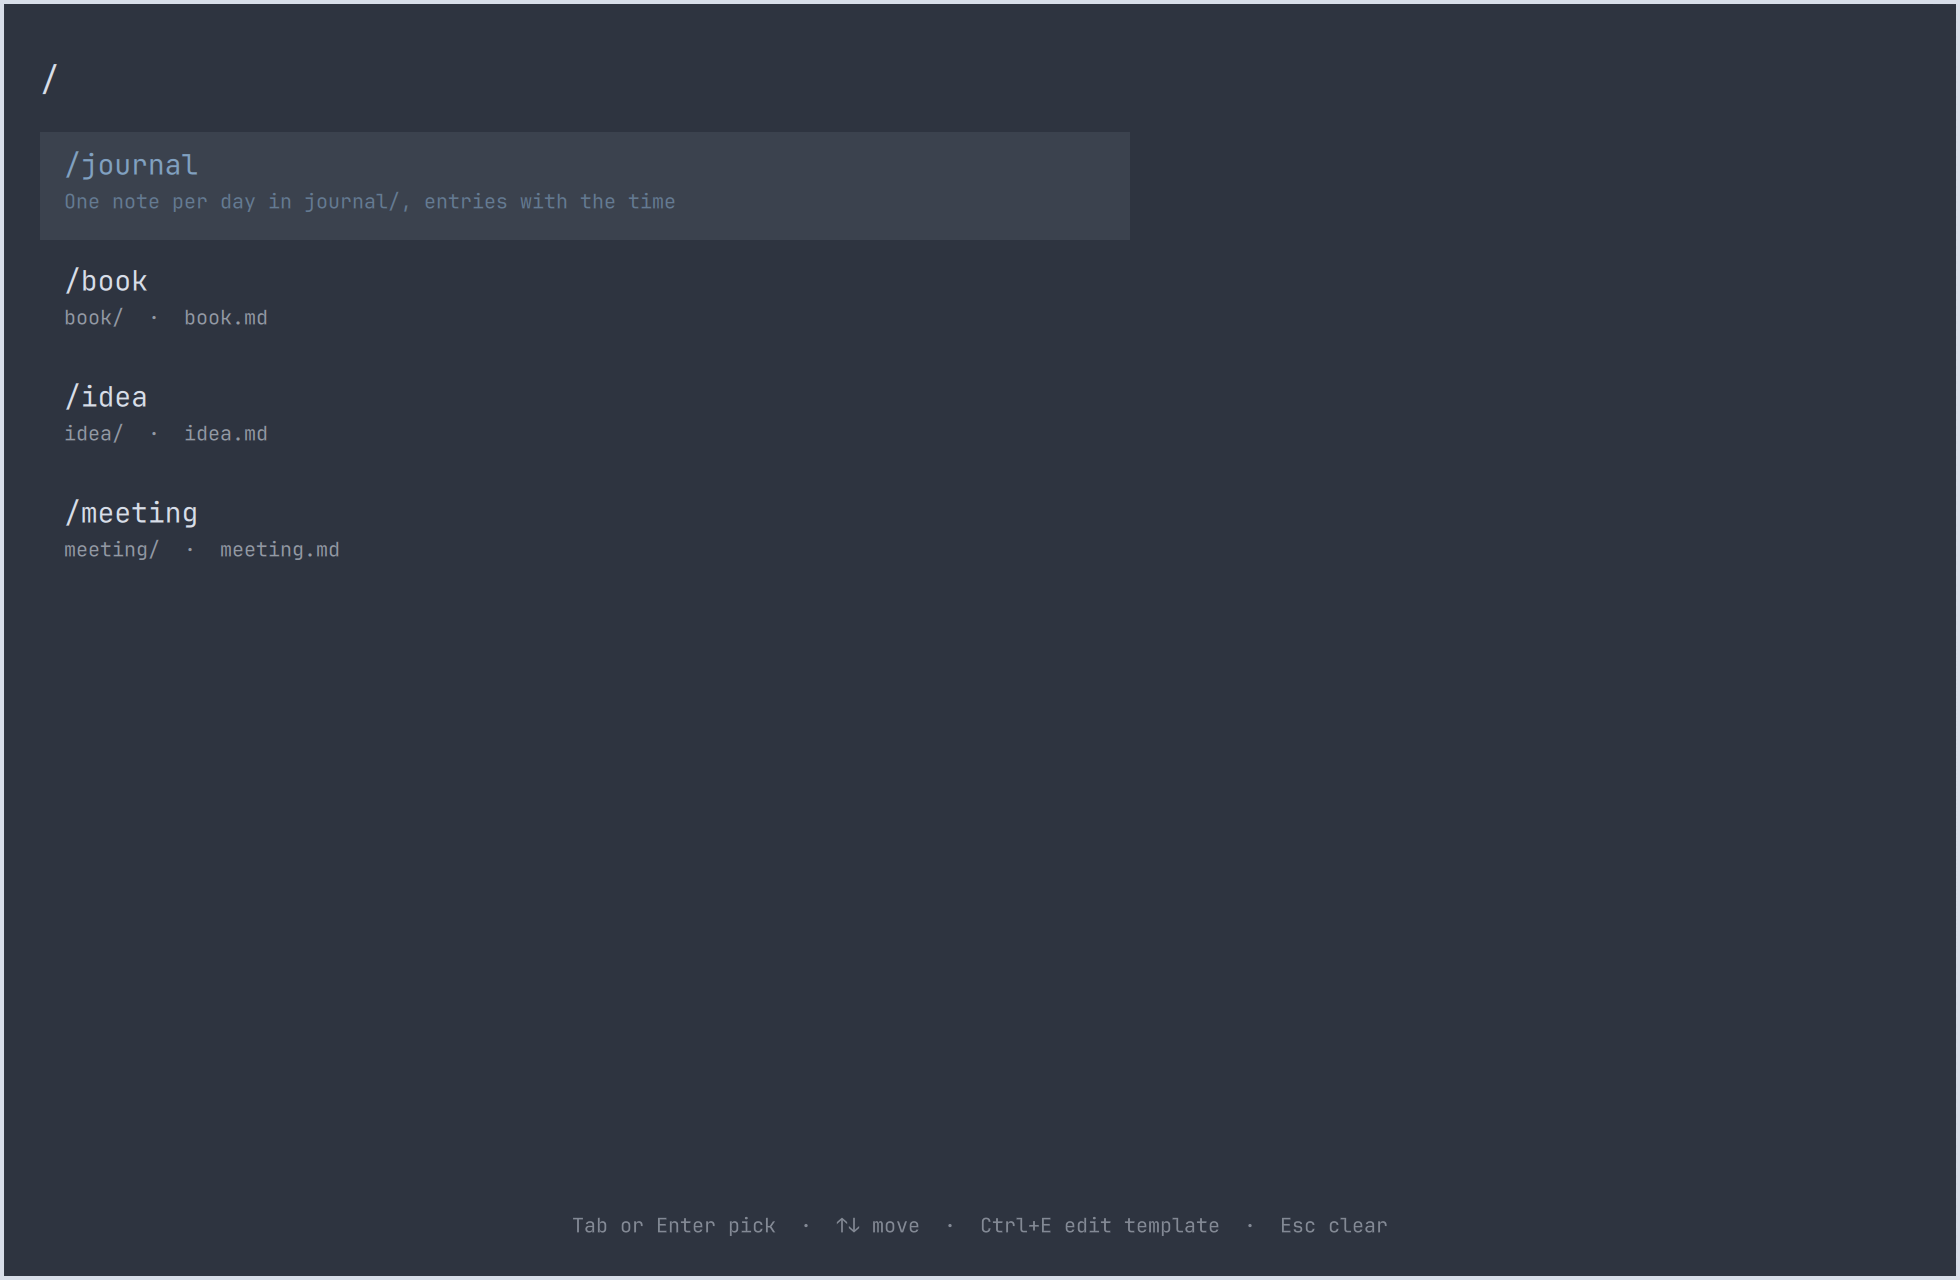 /
/journal
One note per day in journal/, entries with the time
/book
book/ · book.md
/idea
idea/ · idea.md
/meeting
meeting/ · meeting.md
Tab or Enter pick · ↑↓ move · Ctrl+E edit template · Esc clear